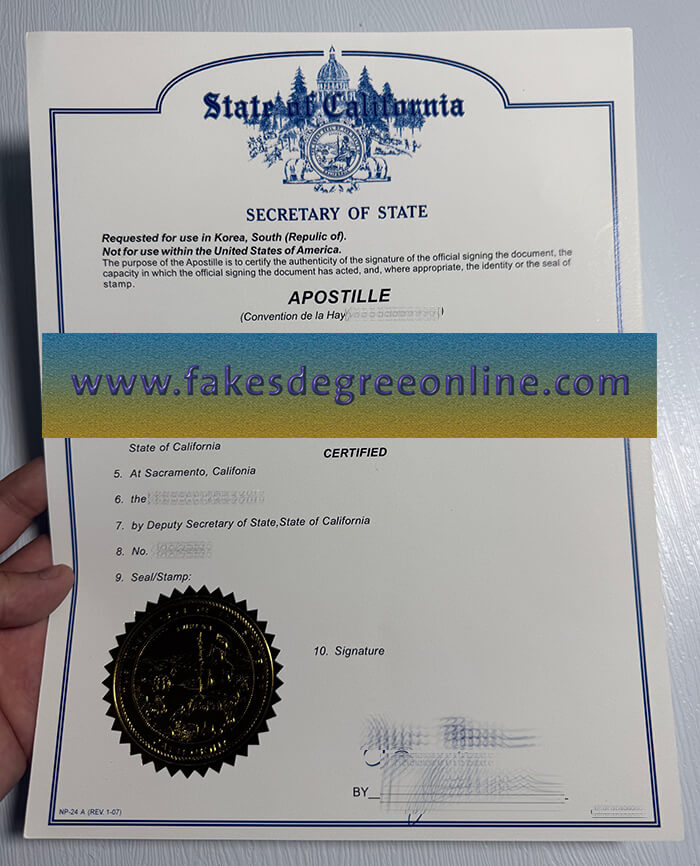 State of California
SECRETARY OF STATE
Requested for use in Korea, South (Repulic of).
Not for use within the United States of America.
The purpose of the Apostille is to certify the authenticity of the signature of the official signing the document, the
capacity in which the official signing the document has acted, and, where appropriate, the identity or the seal of
stamp.
APOSTILLE
(Convention de la Hay
www.fakesdegreeonline.com
State of California
CERTIFIED
5. At Sacramento, Califonia
6. the
7. by Deputy Secretary of State,State of California
8. No.
9. Seal/Stamp:
10. Signature
BY
NP-24 A (REV. 1-07)